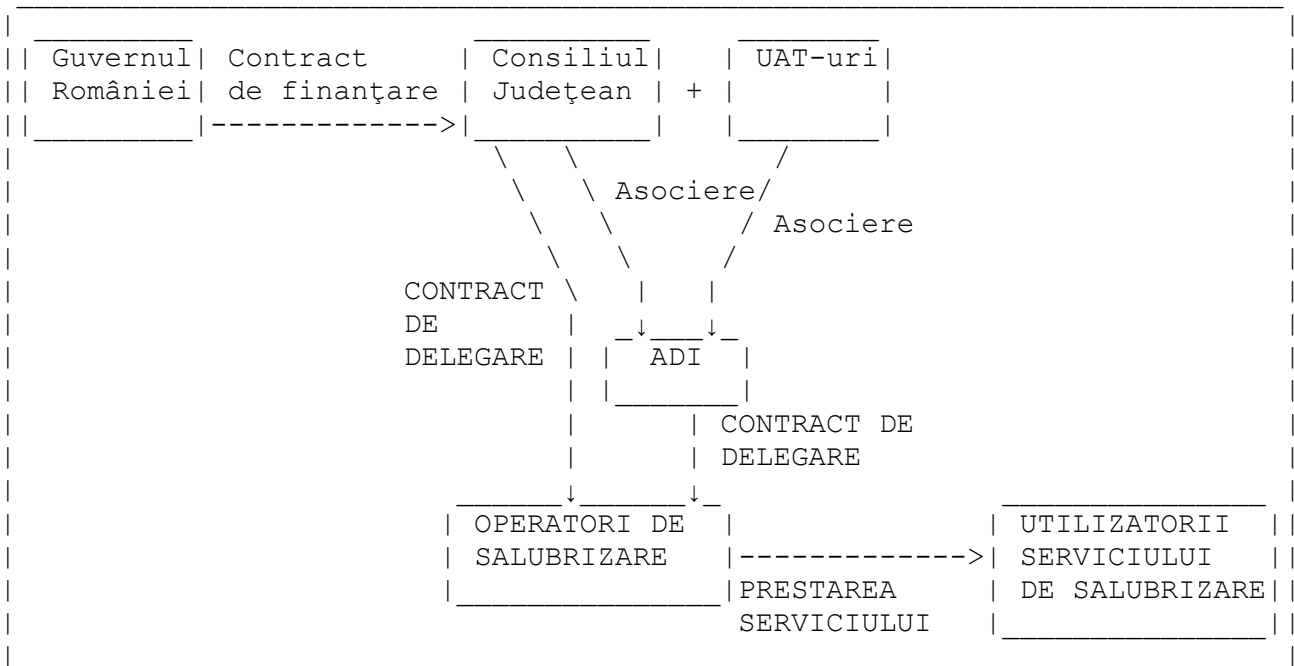 Guvernul Contract Consiliul UAT-uri
României de finanţare Judeţean +
Asociere
Asociere
CONTRACT
DE
DELEGARE ADI
CONTRACT DE
DELEGARE
OPERATORI DE UTILIZATORII
SALUBRIZARE SERVICIULUI
PRESTAREA DE SALUBRIZARE
SERVICIULUI